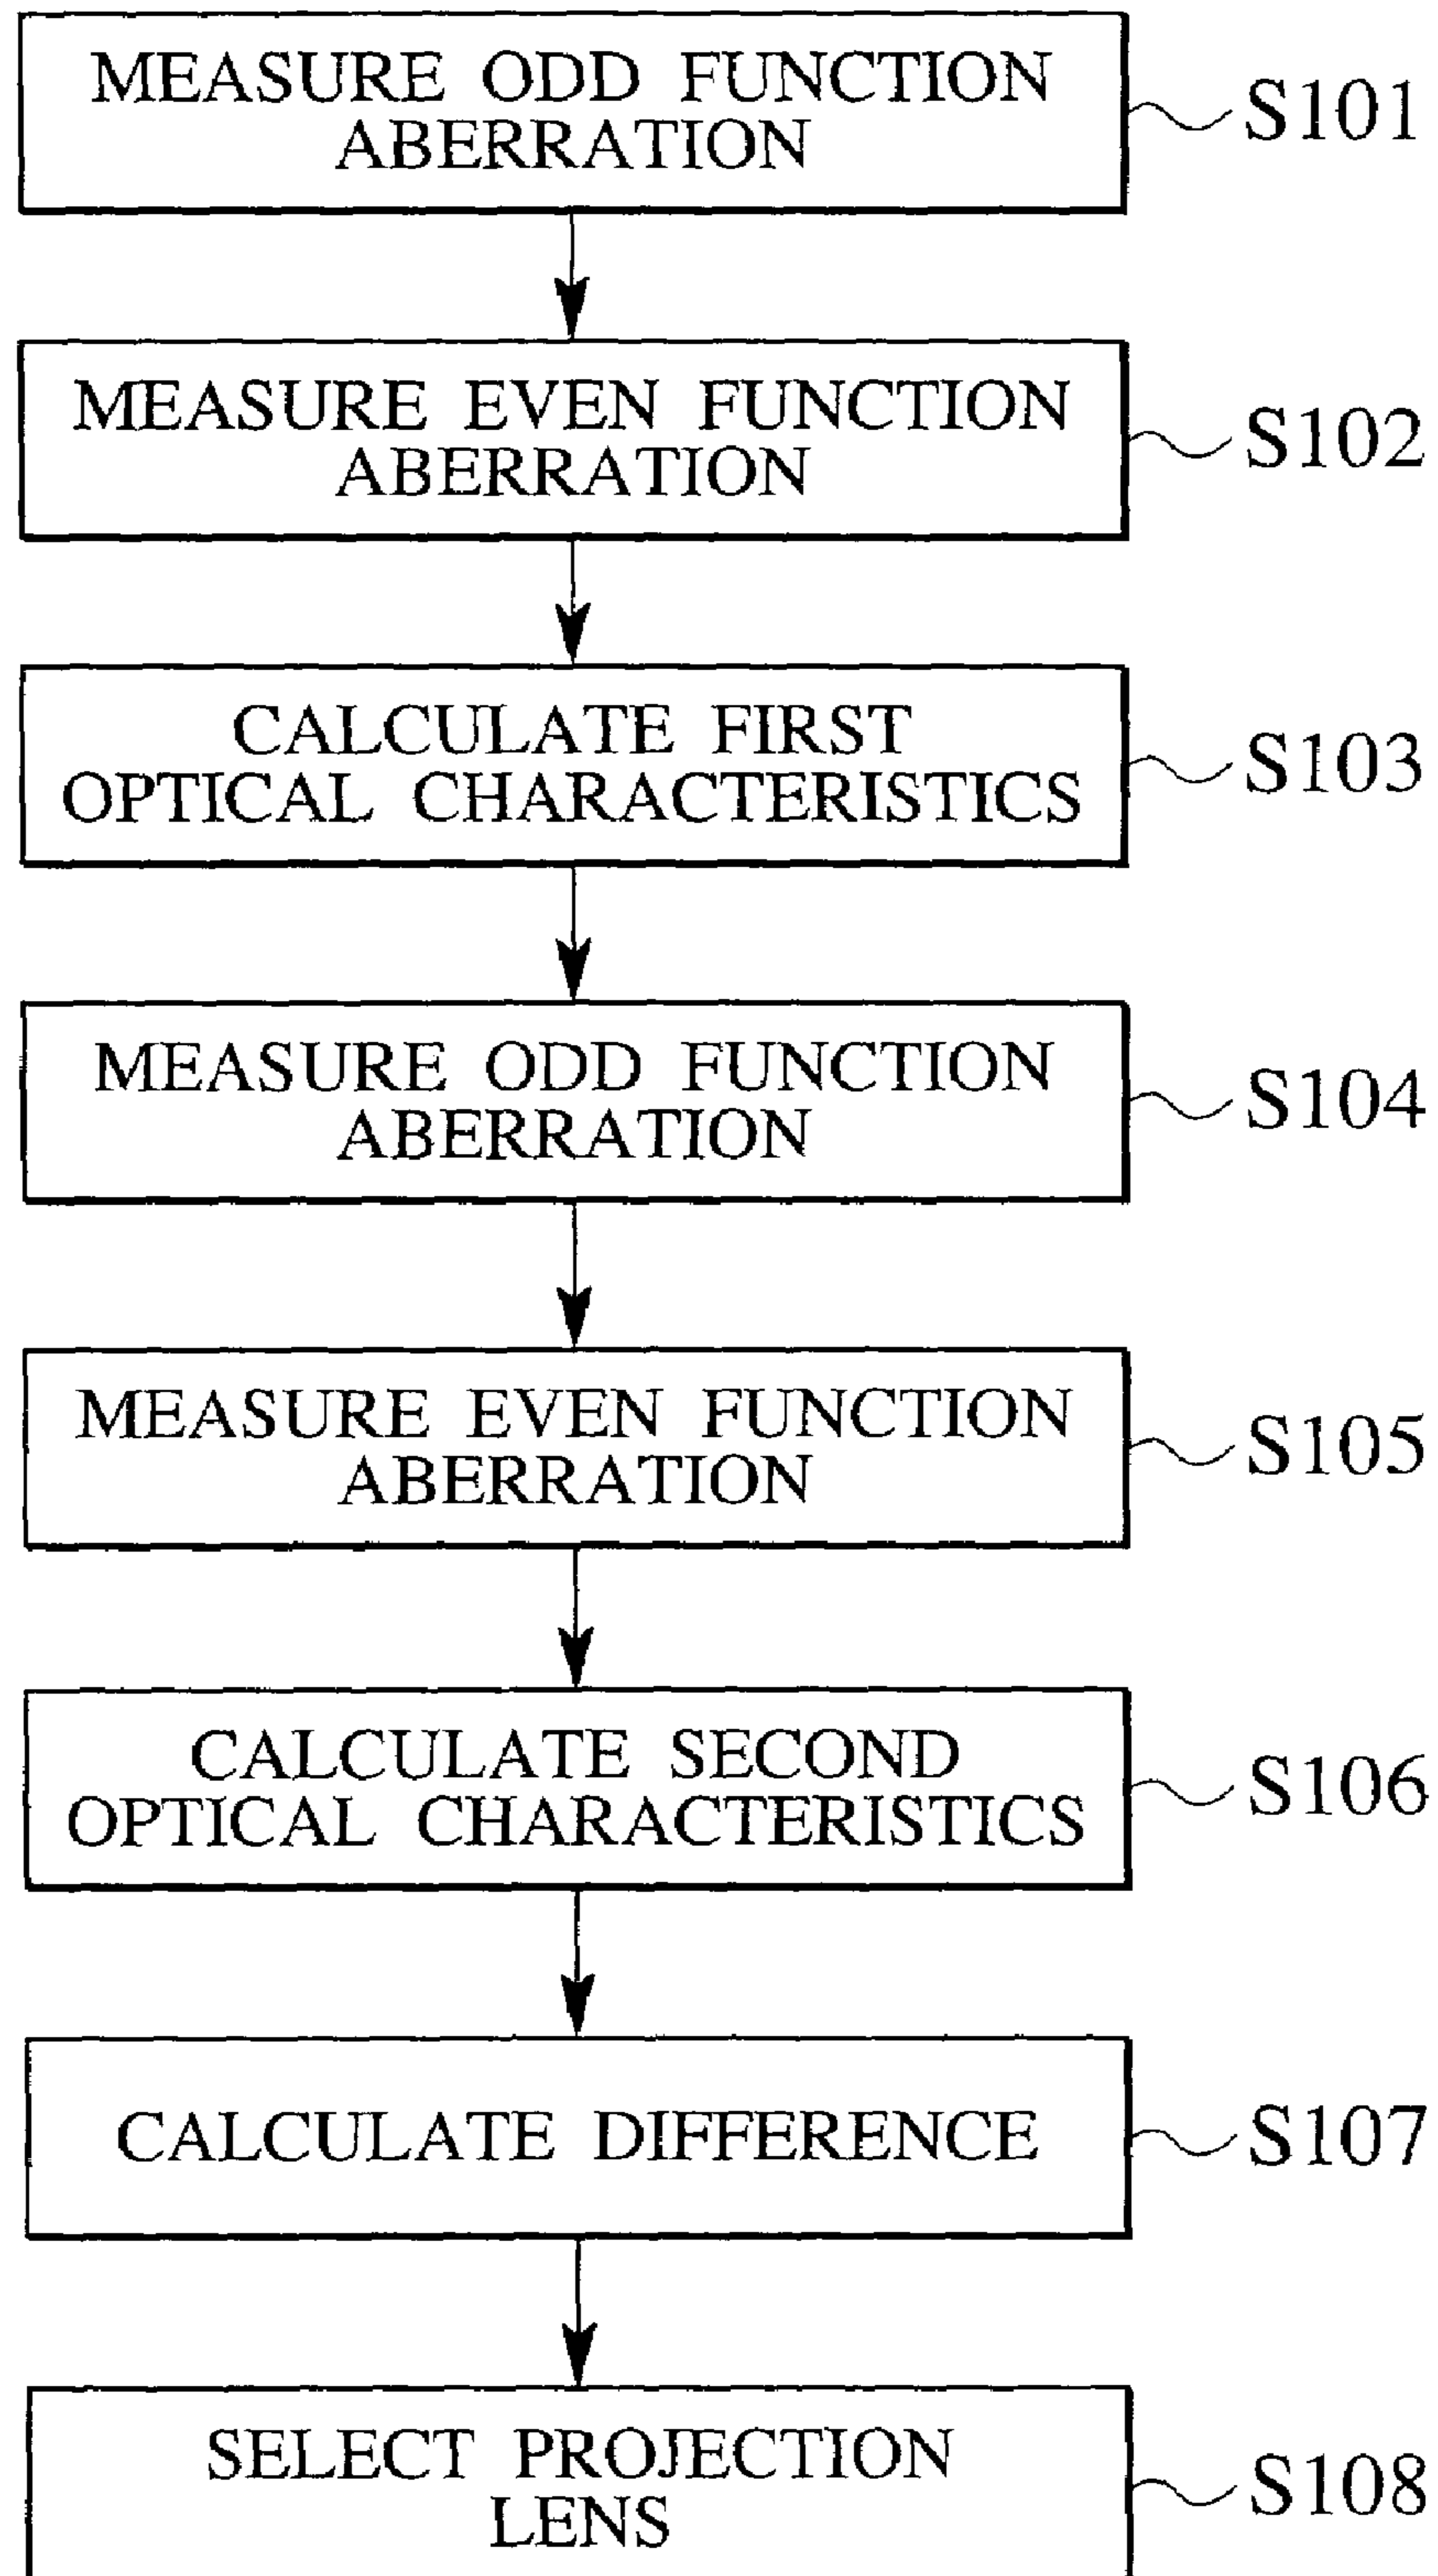 MEASURE ODD FUNCTION
ABERRATION
S101
MEASURE EVEN FUNCTION
ABERRATION
S102
CALCULATE FIRST
OPTICAL CHARACTERISTICS
S103
MEASURE ODD FUNCTION
ABERRATION
S104
MEASURE EVEN FUNCTION
ABERRATION
S105
CALCULATE SECOND
OPTICAL CHARACTERISTICS
S106
CALCULATE DIFFERENCE
S107
SELECT PROJECTION
LENS
S108